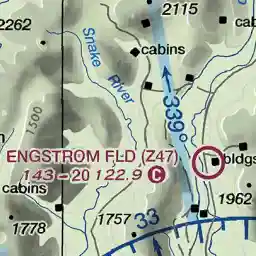 2115
2262
cabins
Snake
River
339°
1500
ENGSTROM FLD (Z47)
bldgs
143 - 20 122.9 C
cabins
1962
1778
1757
33